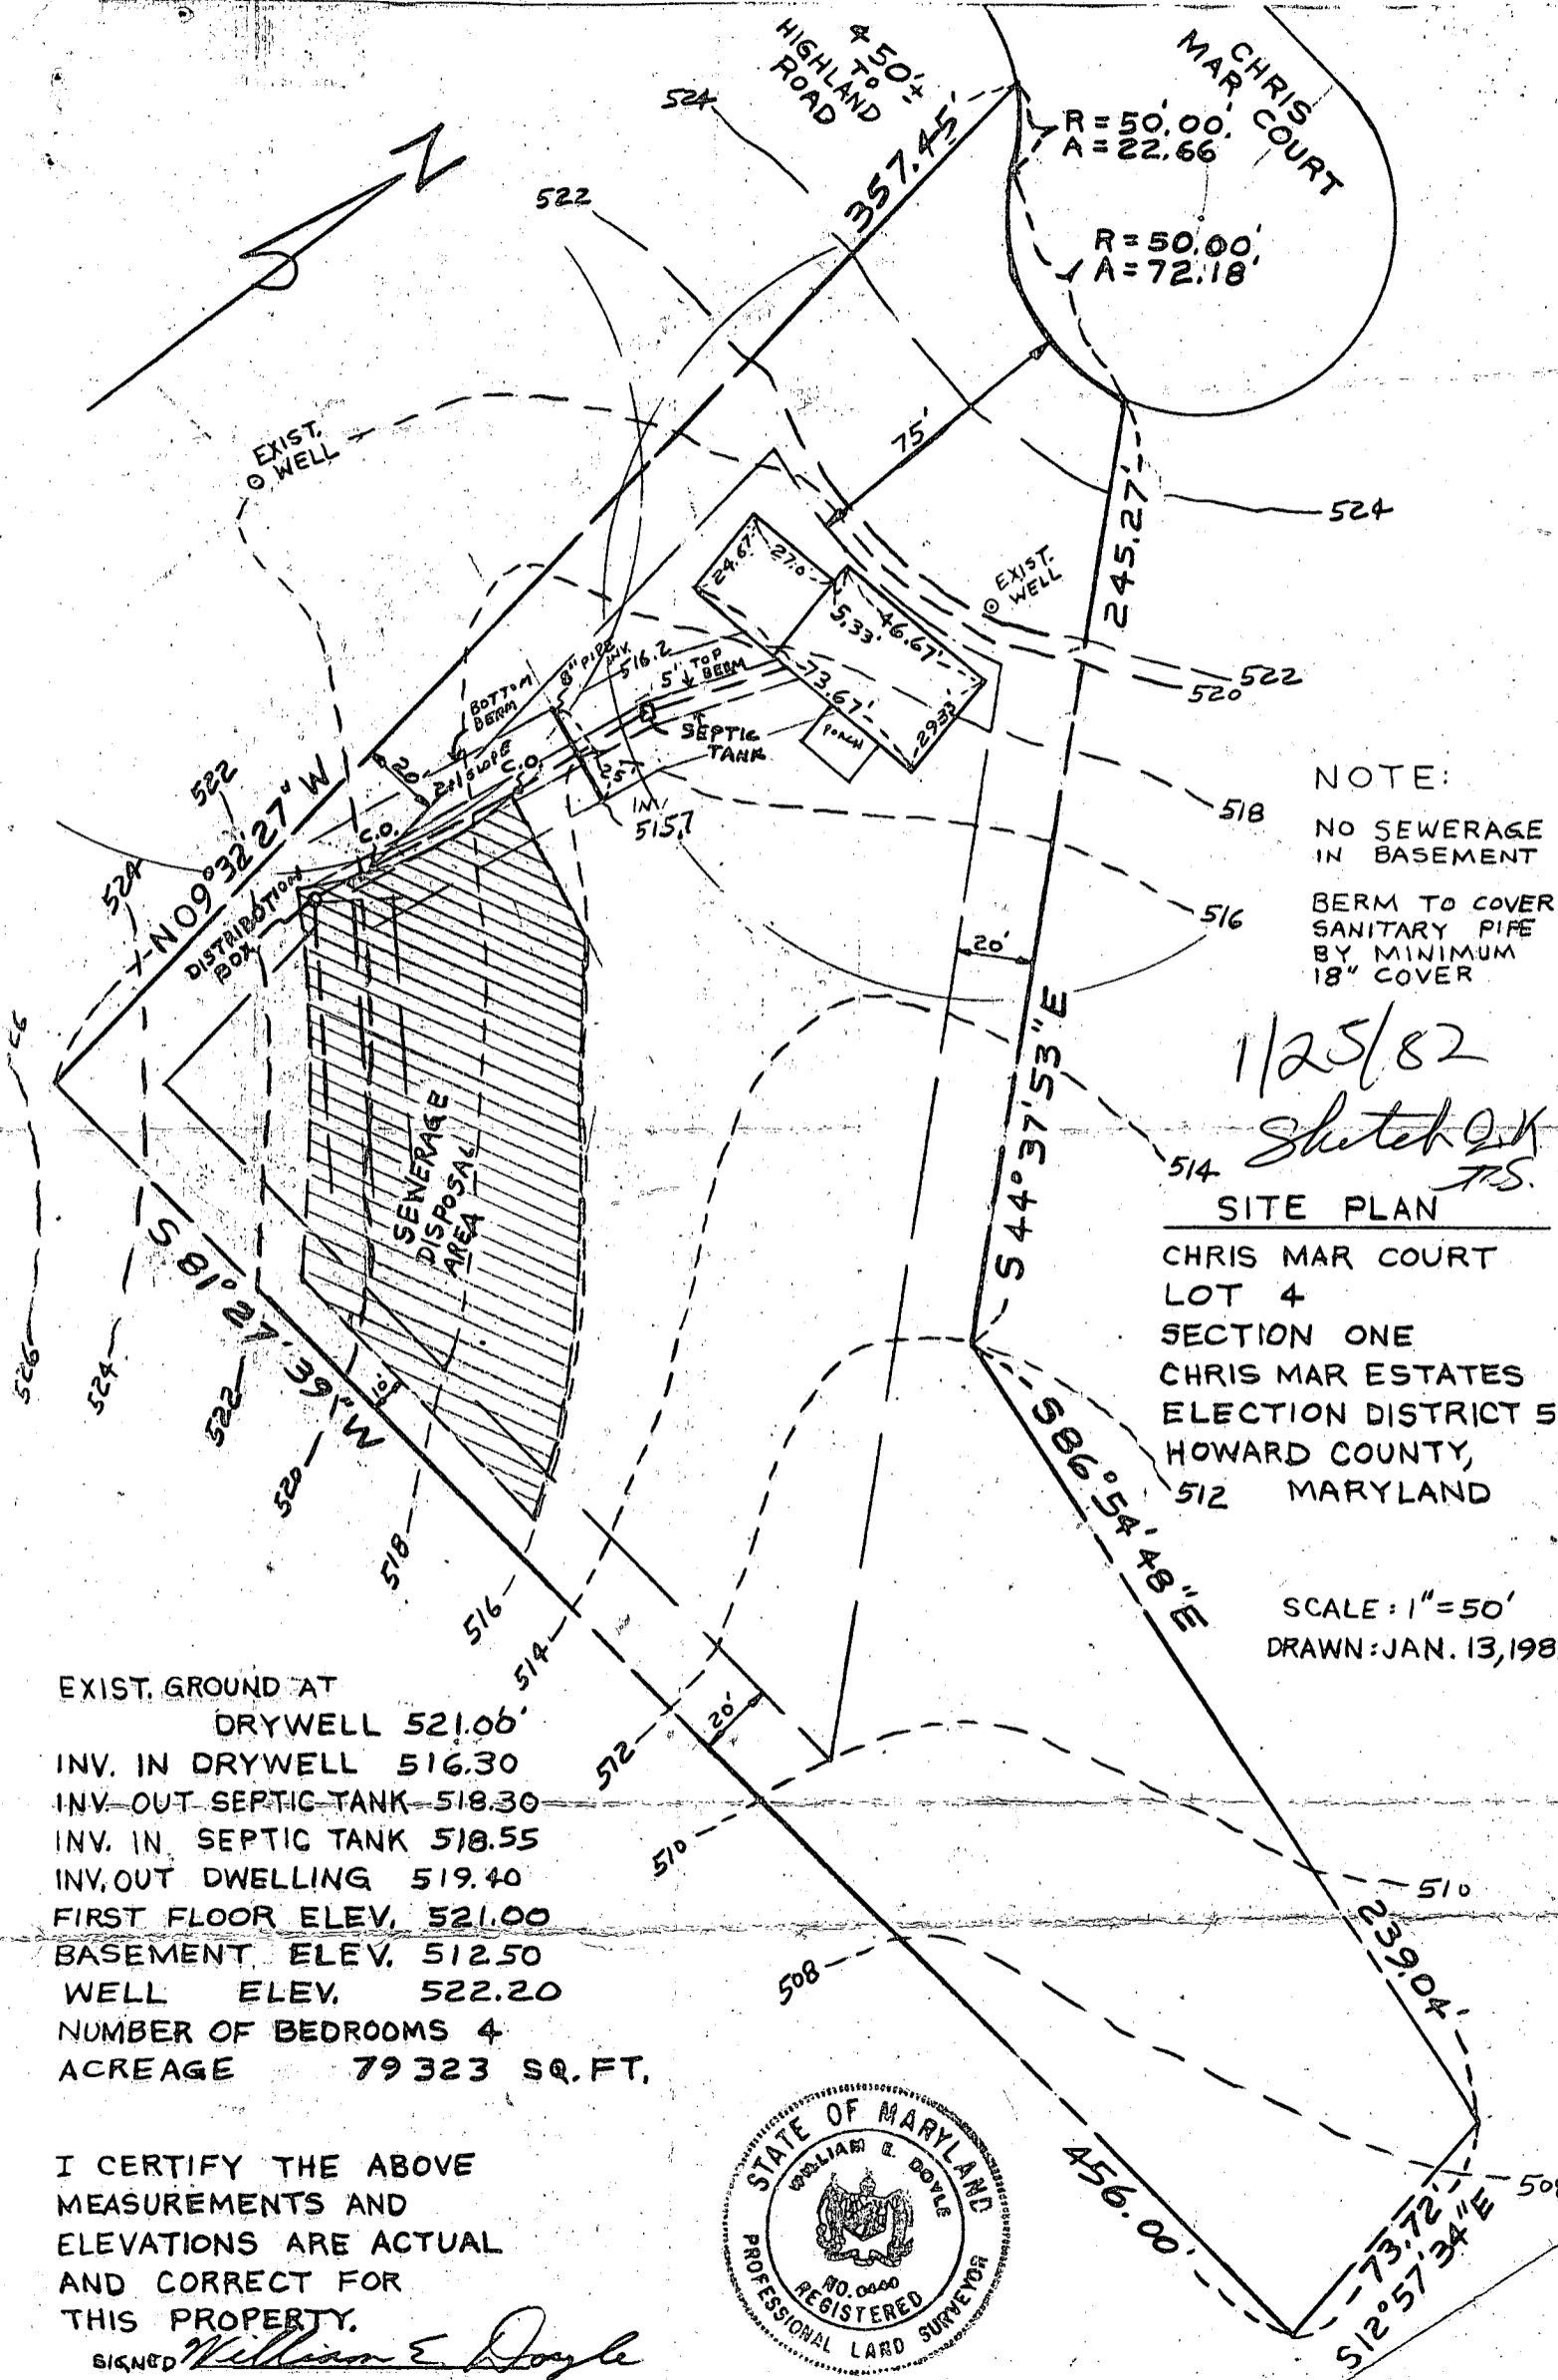 450'±
TO
HIGHLAND
ROAD
CHRIS
MAR COURT
R = 50.00'
A = 22.66'
R = 50.00'
A = 72.18'
N
524
522
357.45'
EXIST.
WELL
75'
524
245.27'
EXIST.
WELL
24.67'
27.0'
5.33'
46.67'
73.67'
29.33'
PORCH
522
520
518
516
8" PIPE
INV.
516.2
5' TOP
BERM
BOTTOM
BERM
SEPTIC
TANK
20'
2:1 SLOPE
C.O.
C.O.
25'
INV.
515.7
522
524
N09°32'27"W
DISTRIBUTION
BOX
20'
NOTE:
NO SEWERAGE
IN BASEMENT
BERM TO COVER
SANITARY PIPE
BY MINIMUM
18" COVER
1/25/82
Sketch O.K
S44°37'53"E
514
SEWERAGE
DISPOSAL
AREA
SITE PLAN
CHRIS MAR COURT
LOT 4
SECTION ONE
CHRIS MAR ESTATES
ELECTION DISTRICT 5
HOWARD COUNTY,
MARYLAND
S 18°27'39"W
10'
526
524
522
520
518
516
514
512
510
508
S86°54'48"E
512
SCALE: 1"=50'
DRAWN: JAN. 13, 198
20'
510
239.04'
508
456.00'
73.72'
S12°57'34"E
EXIST. GROUND AT
DRYWELL 521.00'
INV. IN DRYWELL 516.30
INV. OUT SEPTIC TANK 518.30
INV. IN SEPTIC TANK 518.55
INV. OUT DWELLING 519.40
FIRST FLOOR ELEV. 521.00
BASEMENT ELEV. 512.50
WELL ELEV. 522.20
NUMBER OF BEDROOMS 4
ACREAGE 79323 SQ. FT.
I CERTIFY THE ABOVE
MEASUREMENTS AND
ELEVATIONS ARE ACTUAL
AND CORRECT FOR
THIS PROPERTY.
SIGNED William E Doyle
STATE OF MARYLAND
WILLIAM E. DOYLE
REGISTERED
PROFESSIONAL LAND SURVEYOR